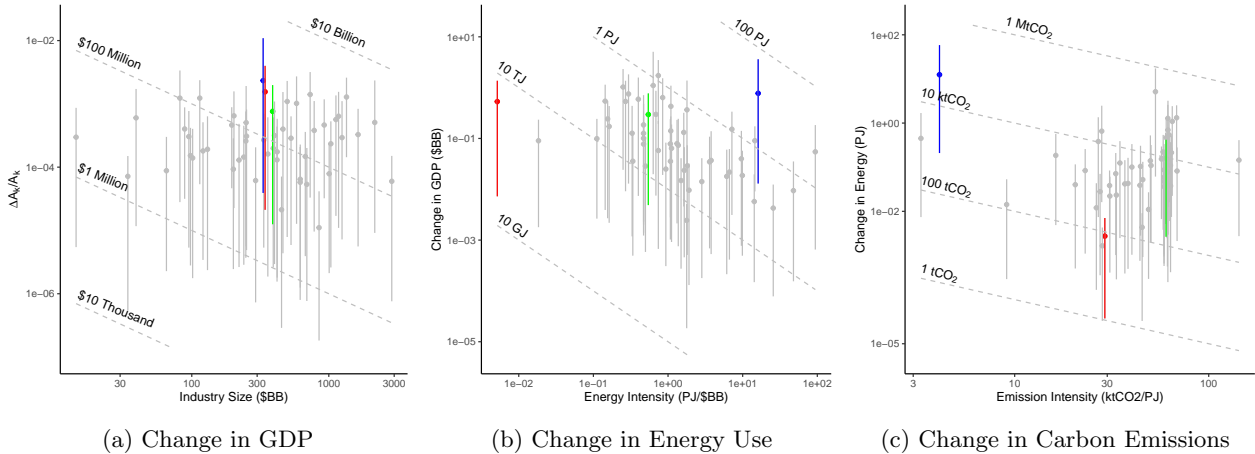 $10 Billion
1e−02
$100 Million
1e−04
$1 Million
1e−06
$10 Thousand
ΔAₖ/Aₖ
30
100
300
1000
3000
Industry Size ($BB)
(a) Change in GDP
1e+01
1 PJ
100 PJ
10 TJ
1e−01
10 GJ
1e−03
1e−05
Change in GDP ($BB)
1e−02
1e−01
1e+00
1e+01
1e+02
Energy Intensity (PJ/$BB)
(b) Change in Energy Use
1e+02
1 MtCO₂
10 ktCO₂
1e+00
100 tCO₂
1e−02
1 tCO₂
1e−05
Change in Energy (PJ)
3
10
30
100
Emission Intensity (ktCO2/PJ)
(c) Change in Carbon Emissions